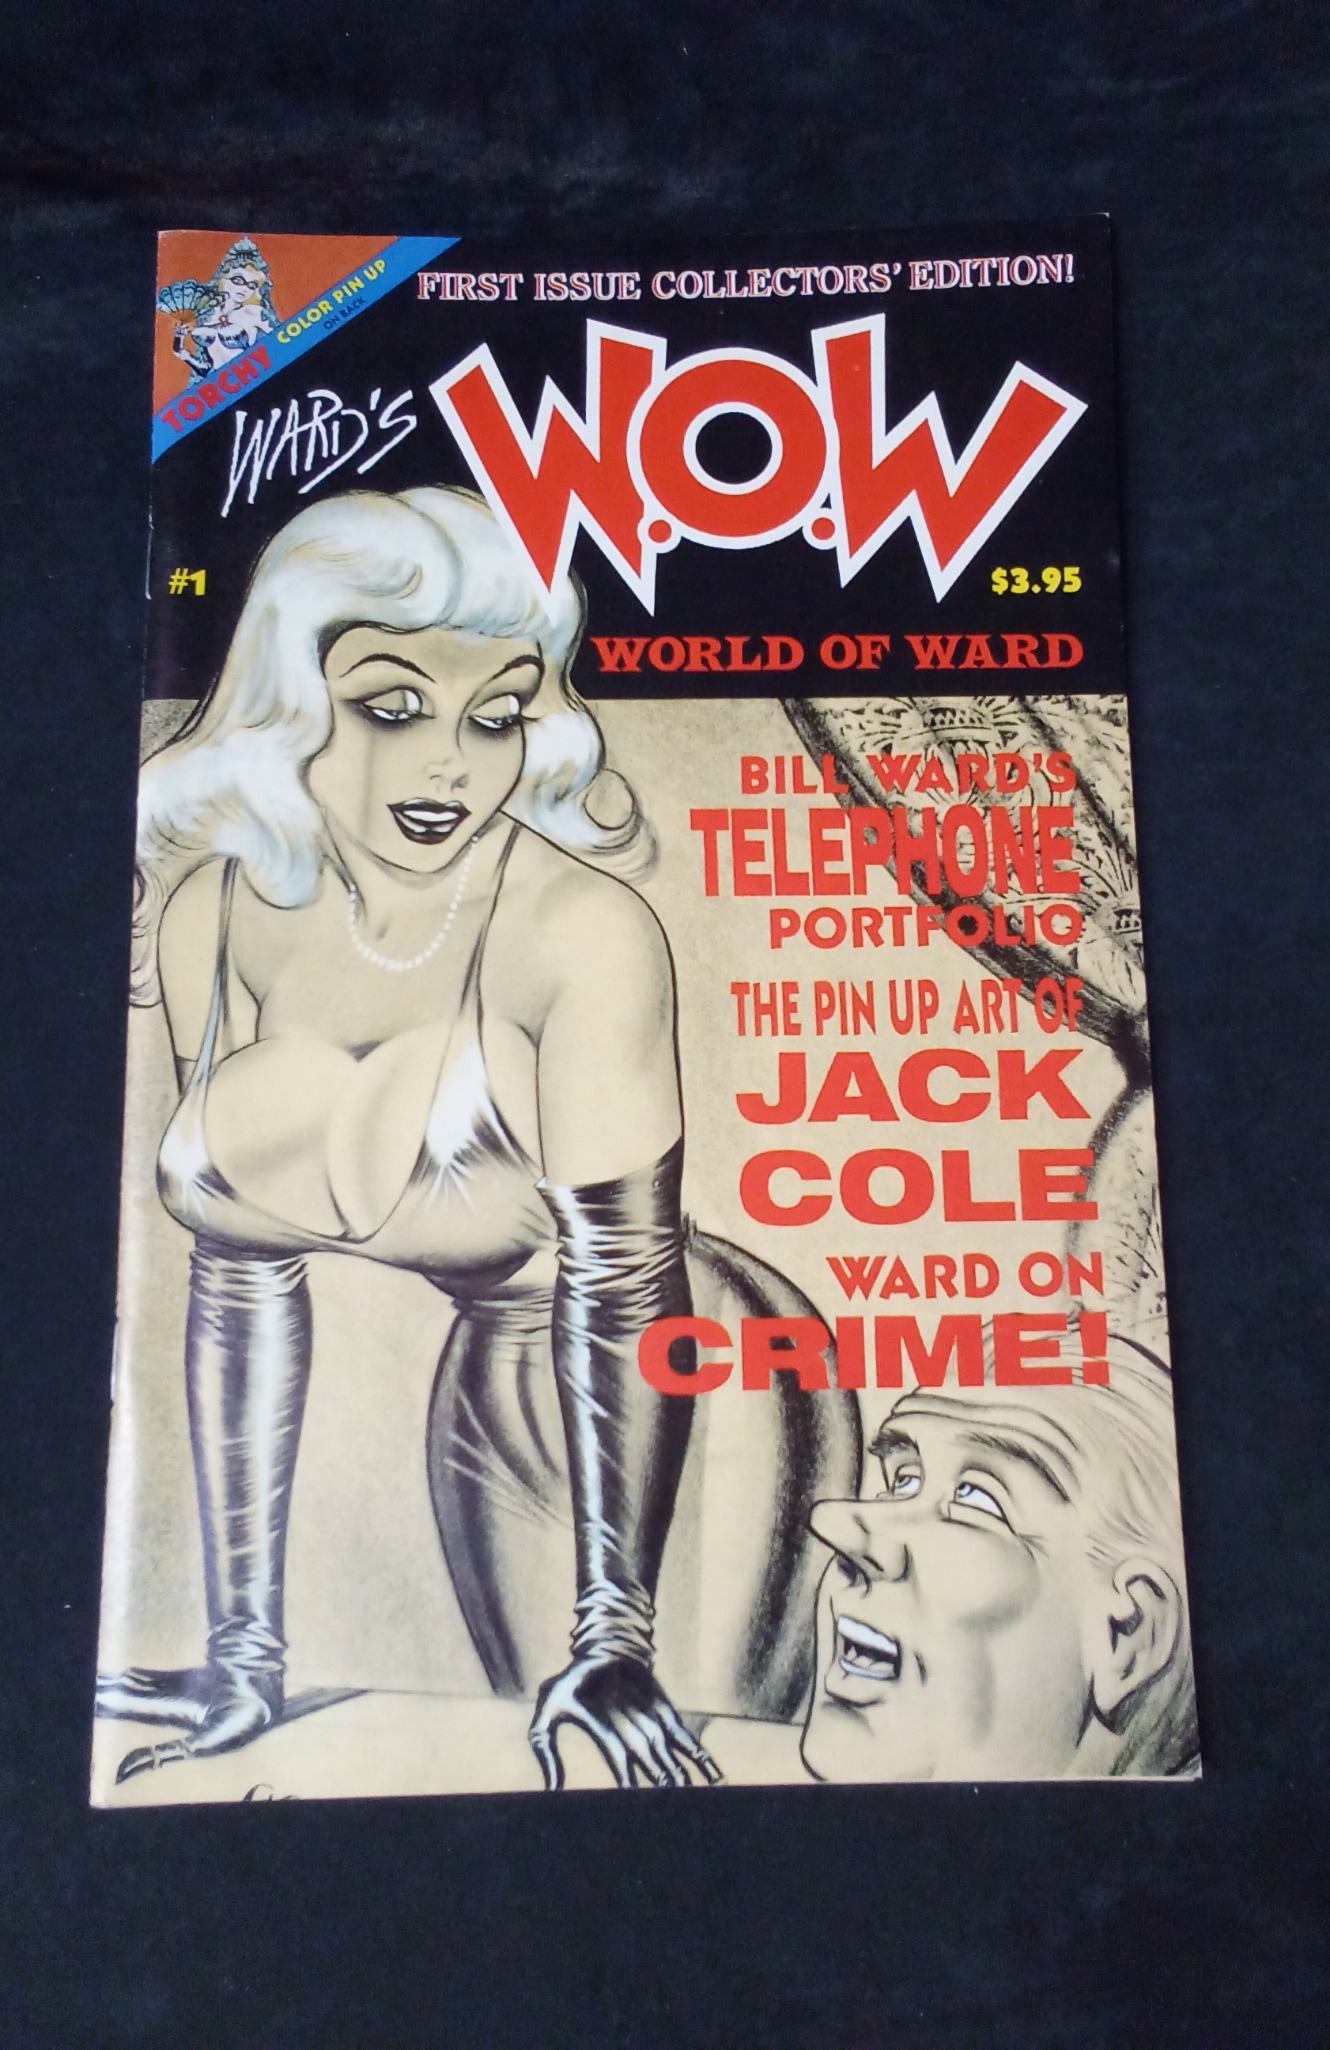 FIRST ISSUE COLLECTORS' EDITION!
TORCHY
COLOR PIN UP
ON BACK
WARD'S
W.O.W
#1
$3.95
WORLD OF WARD
BILL WARD'S
TELEPHONE
PORTFOLIO
THE PIN UP ART OF
JACK
COLE
WARD ON
CRIME!